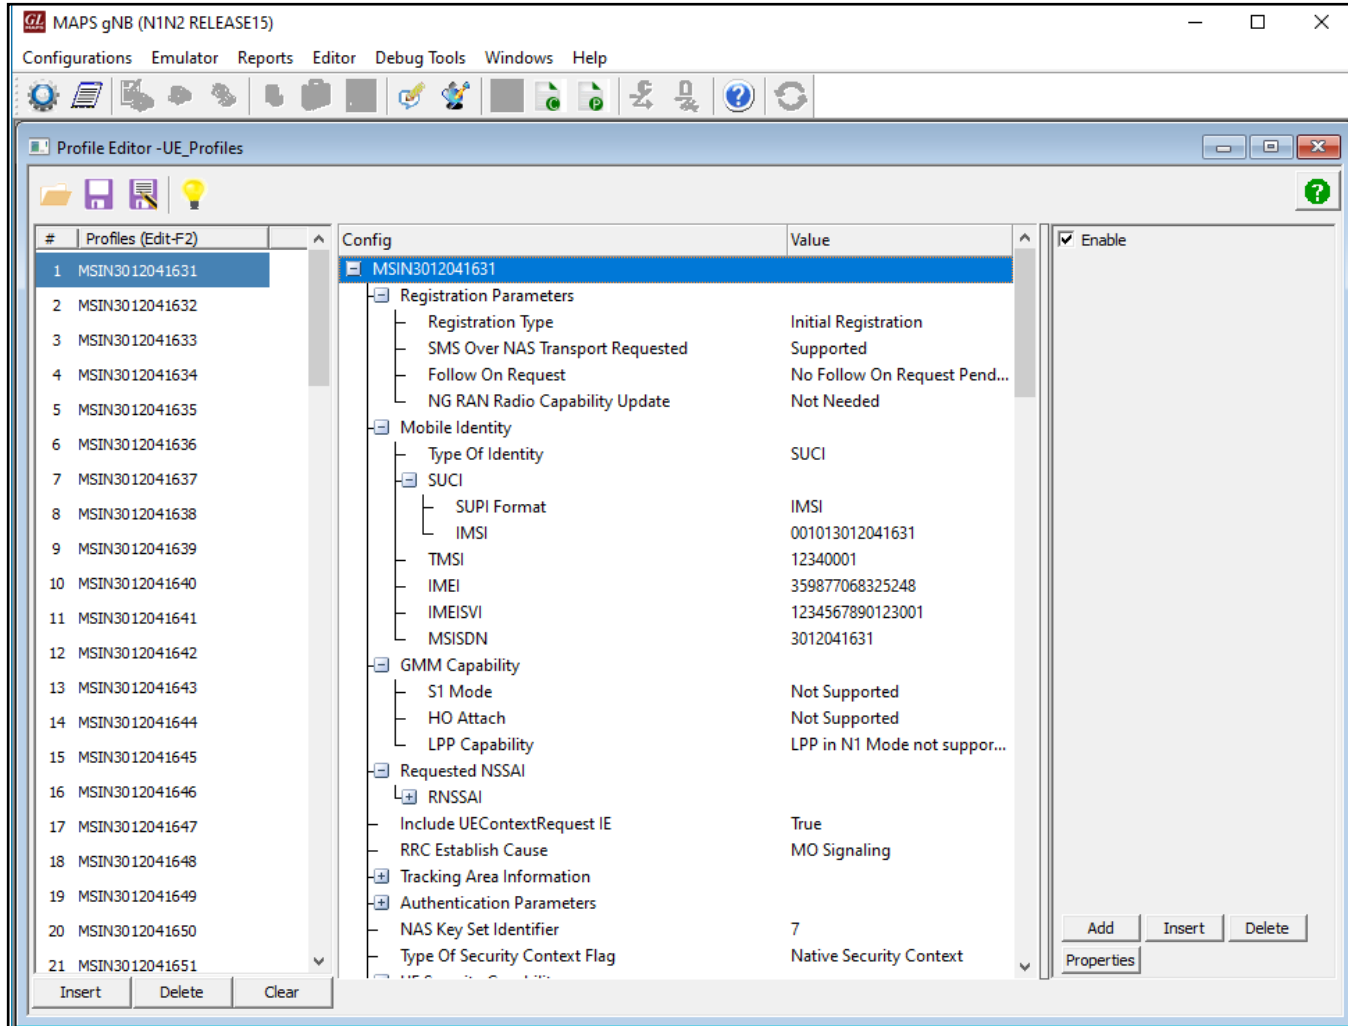 GL MAPS MAPS gNB (N1N2 RELEASE15)
Configurations Emulator Reports Editor Debug Tools Windows Help
Profile Editor -UE_Profiles
# Profiles (Edit-F2)
1 MSIN3012041631
2 MSIN3012041632
3 MSIN3012041633
4 MSIN3012041634
5 MSIN3012041635
6 MSIN3012041636
7 MSIN3012041637
8 MSIN3012041638
9 MSIN3012041639
10 MSIN3012041640
11 MSIN3012041641
12 MSIN3012041642
13 MSIN3012041643
14 MSIN3012041644
15 MSIN3012041645
16 MSIN3012041646
17 MSIN3012041647
18 MSIN3012041648
19 MSIN3012041649
20 MSIN3012041650
21 MSIN3012041651
Insert Delete Clear
Config Value
MSIN3012041631
Registration Parameters
Registration Type Initial Registration
SMS Over NAS Transport Requested Supported
Follow On Request No Follow On Request Pend...
NG RAN Radio Capability Update Not Needed
Mobile Identity
Type Of Identity SUCI
SUCI
SUPI Format IMSI
IMSI 001013012041631
TMSI 12340001
IMEI 359877068325248
IMEISVI 1234567890123001
MSISDN 3012041631
GMM Capability
S1 Mode Not Supported
HO Attach Not Supported
LPP Capability LPP in N1 Mode not suppor...
Requested NSSAI
RNSSAI
Include UEContextRequest IE True
RRC Establish Cause MO Signaling
Tracking Area Information
Authentication Parameters
NAS Key Set Identifier 7
Type Of Security Context Flag Native Security Context
Enable
Add Insert Delete
Properties